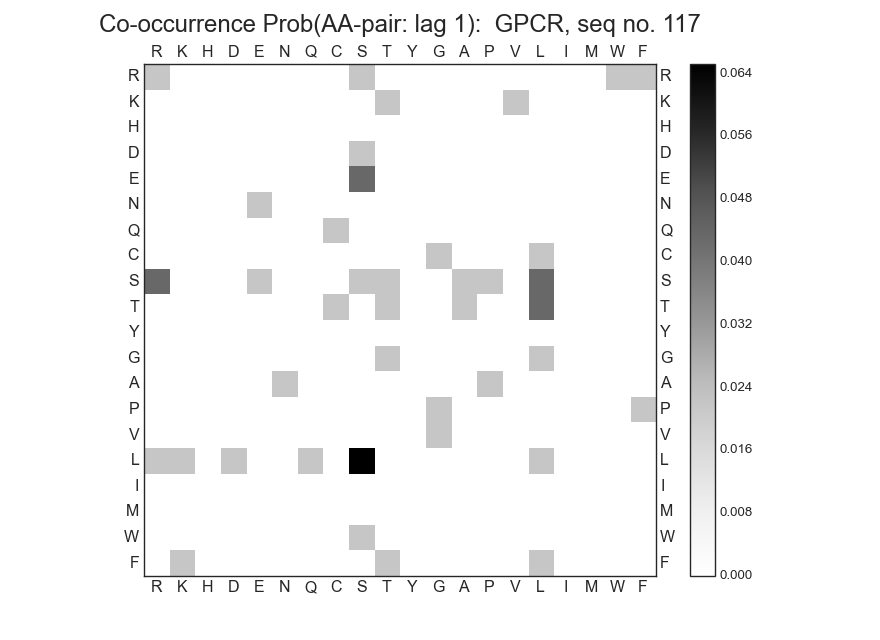 Co-occurrence Prob(AA-pair: lag 1):  GPCR, seq no. 117
R K H D E N Q C S T Y G A P V L I M W F
R R 0.064
K K
H H 0.056
D D
E E 0.048
N N
Q Q
C C 0.040
S S
T T 0.032
Y Y
G G
A A 0.024
P P
V V 0.016
L L
I I 0.008
M M
W W
F F 0.000
R K H D E N Q C S T Y G A P V L I M W F